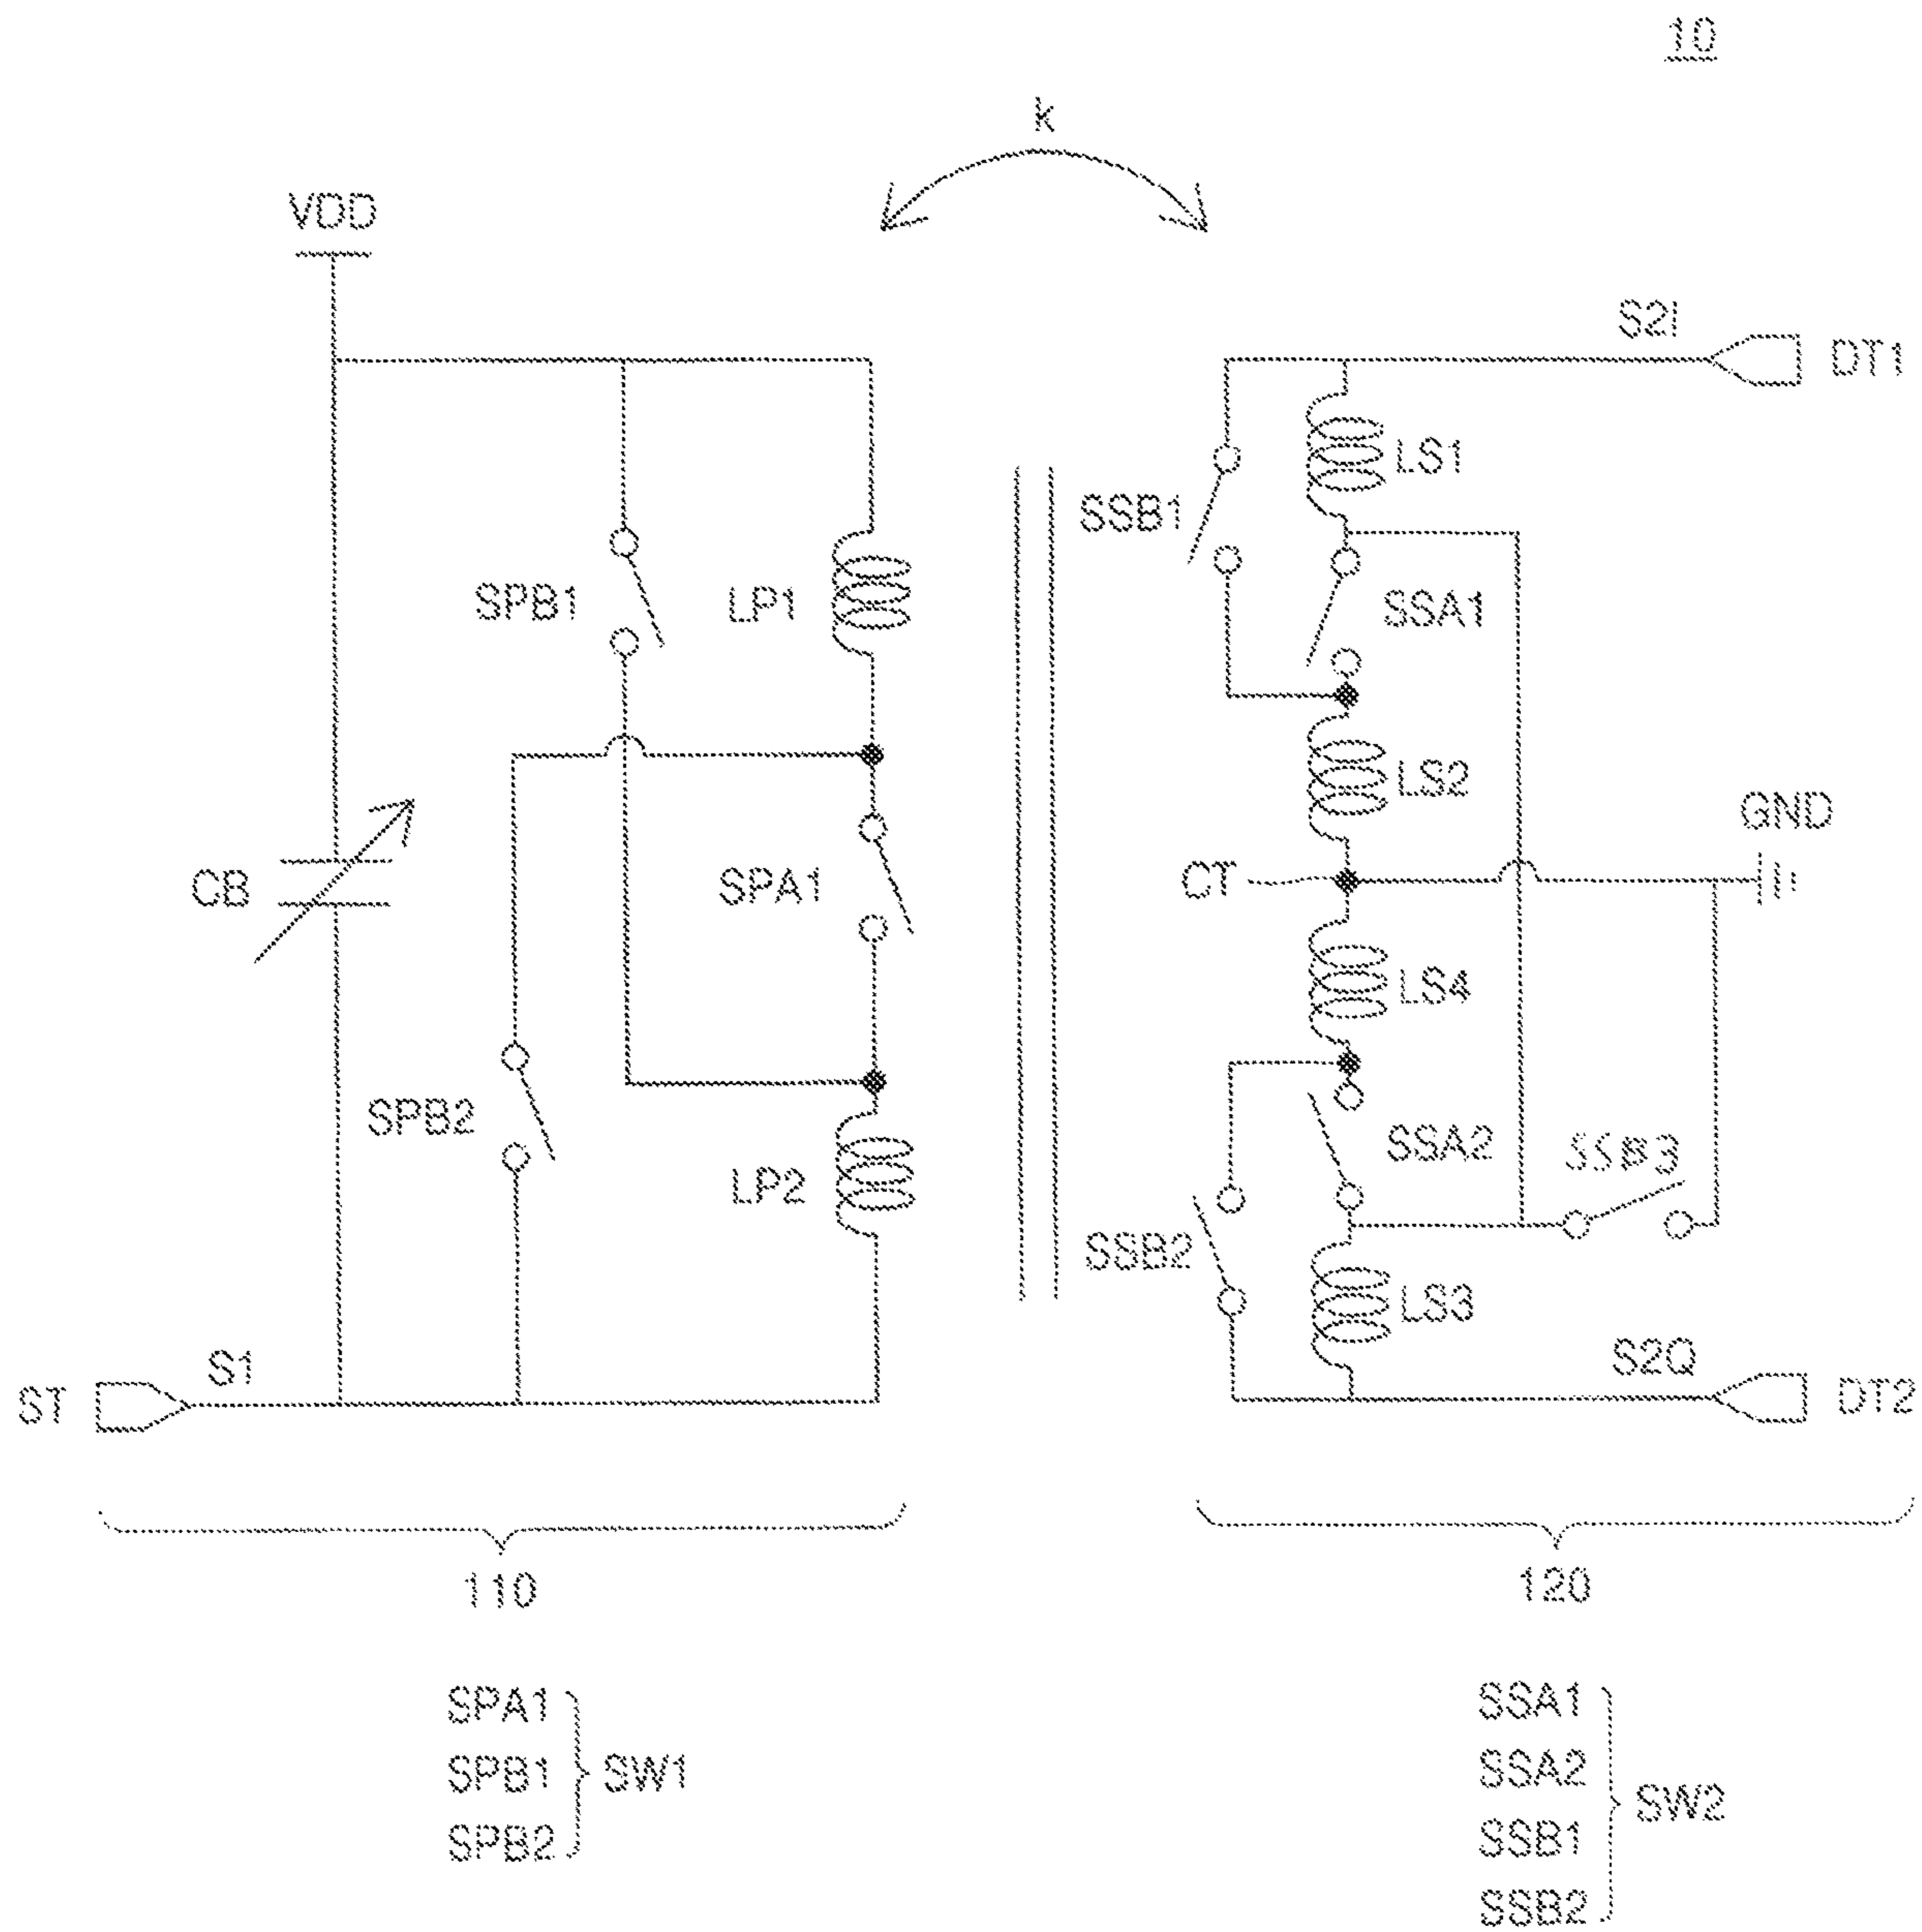 10
k
VDD
S2I
DT1
LS1
SSB1
SPB1
LP1
SSA1
LS2
GND
CB
SPA1
CT
LS4
SPB2
SSA2
SSB3
LP2
SSB2
LS3
S1
S2Q
ST
DT2
110
120
SPA1
SPB1
SPB2
SW1
SSA1
SSA2
SSB1
SSB2
SW2